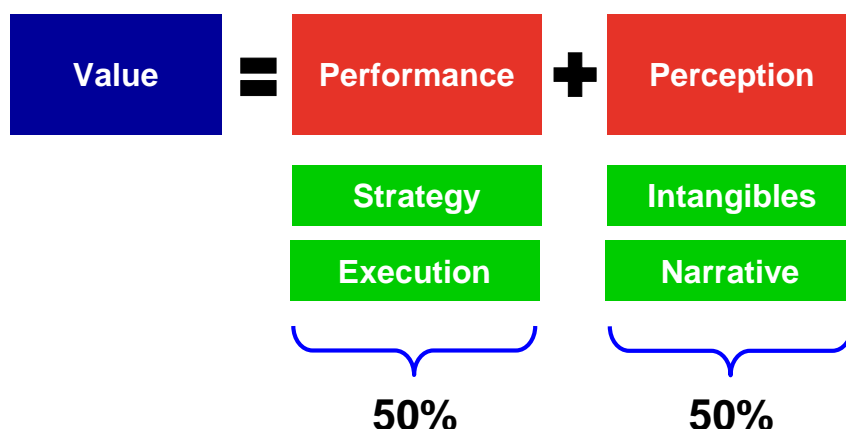 Value = Performance + Perception
Strategy Intangibles
Execution Narrative
50% 50%